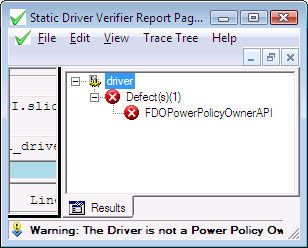 Static Driver Verifier Report Pag...
File Edit View Trace Tree Help
driver
I.slic
Defect(s)(1)
FDOPowerPolicyOwnerAPI
_drive
Line
Results
Warning: The Driver is not a Power Policy Ow